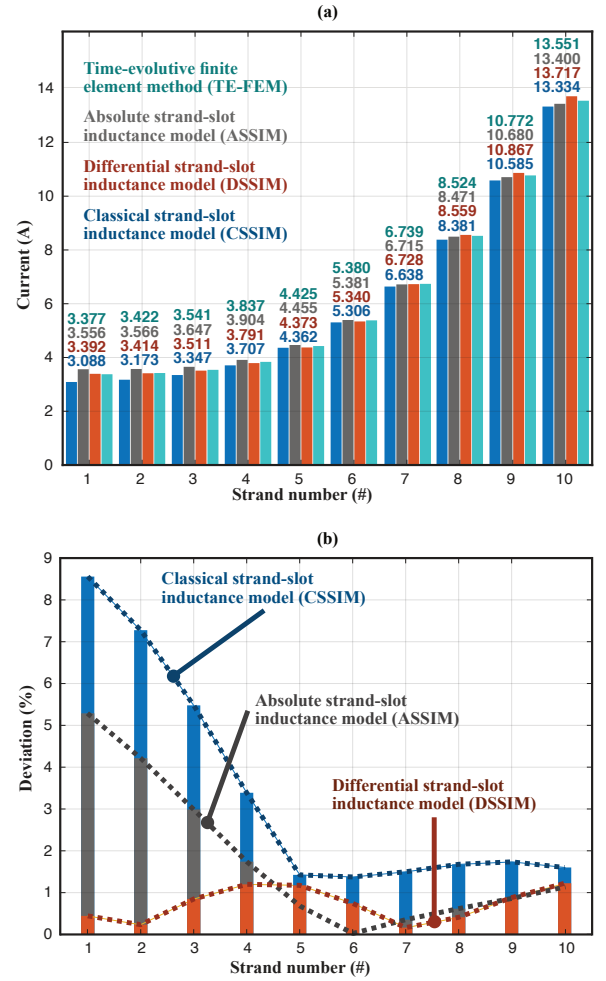 (a)
Current (A)
14
12
10
8
6
4
2
0
Time-evolutive finite
element method (TE-FEM)
Absolute strand-slot
inductance model (ASSIM)
Differential strand-slot
inductance model (DSSIM)
Classical strand-slot
inductance model (CSSIM)
3.377
3.556
3.392
3.088
3.422
3.566
3.414
3.173
3.541
3.647
3.511
3.347
3.837
3.904
3.791
3.707
4.425
4.455
4.373
4.362
5.380
5.381
5.340
5.306
6.739
6.715
6.728
6.638
8.524
8.471
8.559
8.381
10.772
10.680
10.867
10.585
13.551
13.400
13.717
13.334
1 2 3 4 5 6 7 8 9 10
Strand number (#)
(b)
Deviation (%)
9
8
7
6
5
4
3
2
1
0
Classical strand-slot
inductance model (CSSIM)
Absolute strand-slot
inductance model (ASSIM)
Differential strand-slot
inductance model (DSSIM)
1 2 3 4 5 6 7 8 9 10
Strand number (#)